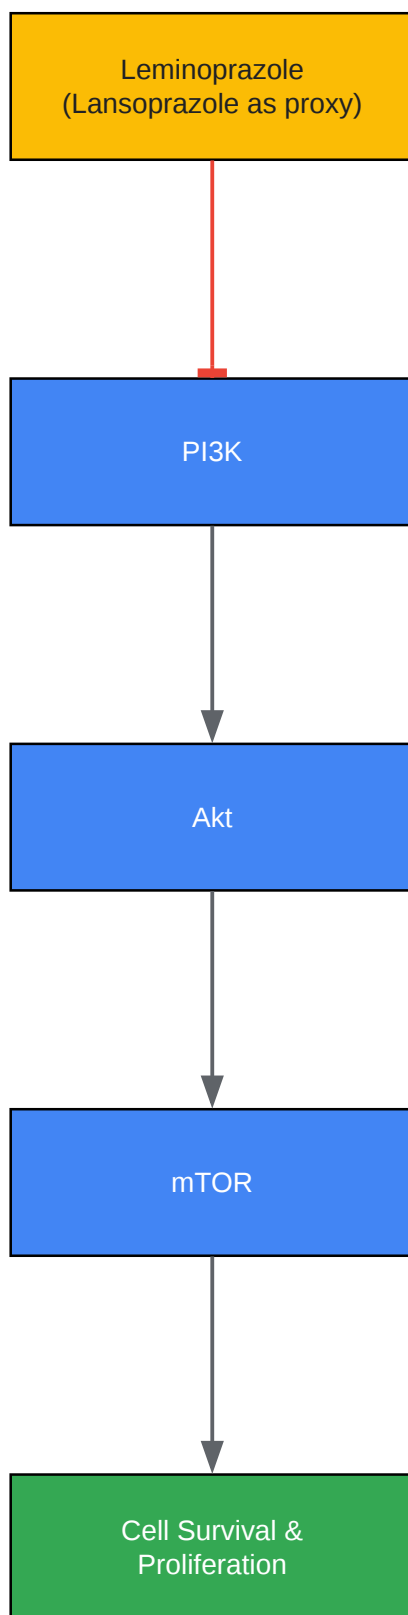 Leminoprazole
(Lansoprazole as proxy)
PI3K
Akt
mTOR
Cell Survival &
Proliferation